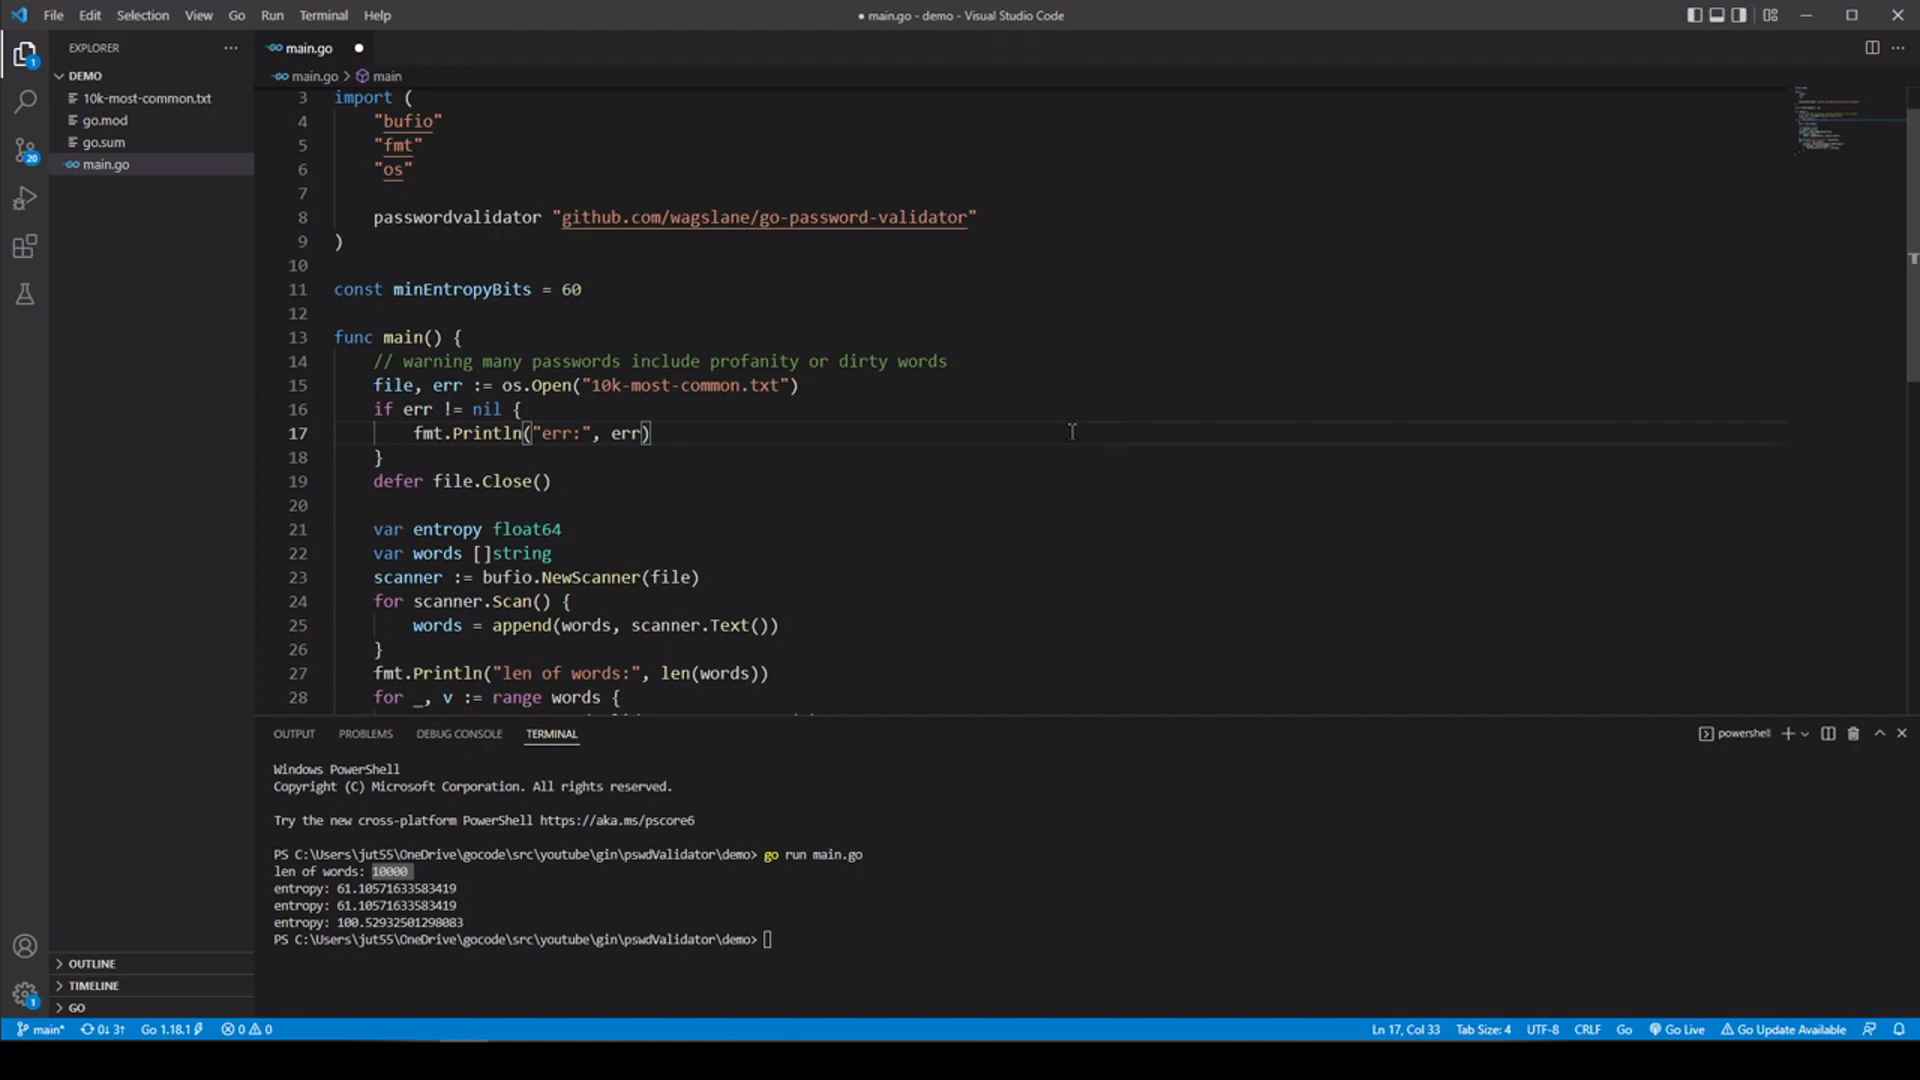 File Edit Selection View Go Run Terminal Help
● main.go - demo - Visual Studio Code
EXPLORER
DEMO
10k-most-common.txt
go.mod
go.sum
main.go
1
20
main.go
main.go > main
3 import (
4 "bufio"
5 "fmt"
6 "os"
7
8 passwordvalidator "github.com/wagslane/go-password-validator"
9 )
10
11 const minEntropyBits = 60
12
13 func main() {
14 // warning many passwords include profanity or dirty words
15 file, err := os.Open("10k-most-common.txt")
16 if err != nil {
17 fmt.Println("err:", err)
18 }
19 defer file.Close()
20
21 var entropy float64
22 var words []string
23 scanner := bufio.NewScanner(file)
24 for scanner.Scan() {
25 words = append(words, scanner.Text())
26 }
27 fmt.Println("len of words:", len(words))
28 for _, v := range words {
OUTPUT PROBLEMS DEBUG CONSOLE TERMINAL
powershell
Windows PowerShell
Copyright (C) Microsoft Corporation. All rights reserved.
Try the new cross-platform PowerShell https://aka.ms/pscore6
PS C:\Users\jut55\OneDrive\gocode\src\youtube\gin\pswdValidator\demo> go run main.go
len of words: 10000
entropy: 61.10571633583419
entropy: 61.10571633583419
entropy: 100.52932501298083
PS C:\Users\jut55\OneDrive\gocode\src\youtube\gin\pswdValidator\demo>
OUTLINE
TIMELINE
GO
1
main* 0↓ 3↑ Go 1.18.1 0 0
Ln 17, Col 33 Tab Size: 4 UTF-8 CRLF Go Go Live Go Update Available